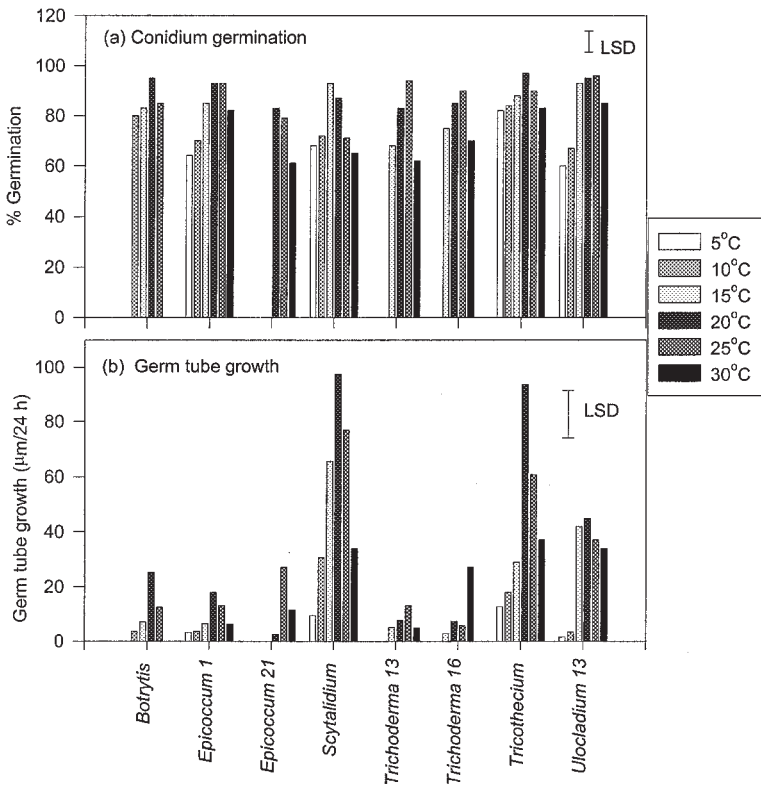 (a) Conidium germination
LSD
% Germination
120
100
80
60
40
20
0
5°C
10°C
15°C
20°C
25°C
30°C
(b) Germ tube growth
LSD
Germ tube growth (μm/24 h)
100
80
60
40
20
0
Botrytis
Epicoccum 1
Epicoccum 21
Scytalidium
Trichoderma 13
Trichoderma 16
Tricothecium
Ulocladium 13